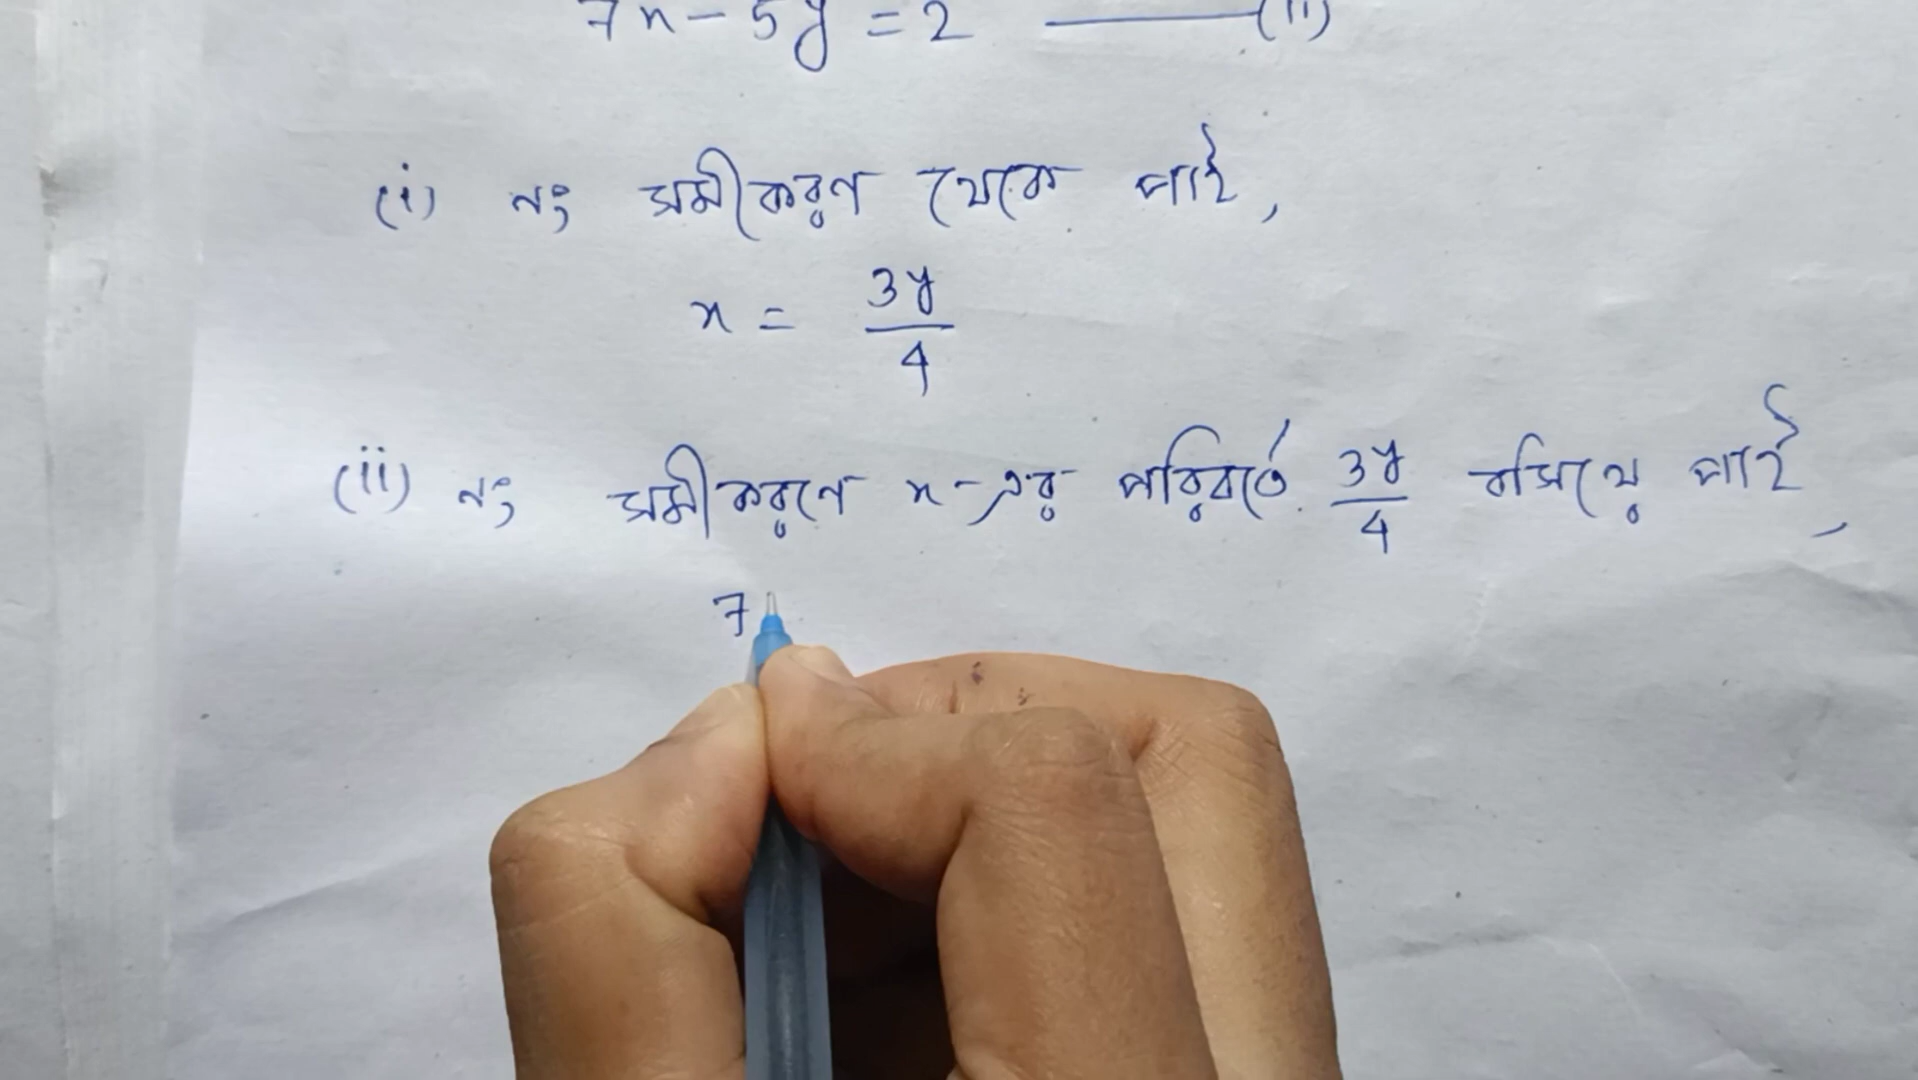 7x - 5y = 2 ———(ii)
(i) নং সমীকরণ থেকে পাই,
x = 3y/4
(ii) নং সমীকরণে x-এর পরিবর্তে 3y/4 বসিয়ে পাই,
7